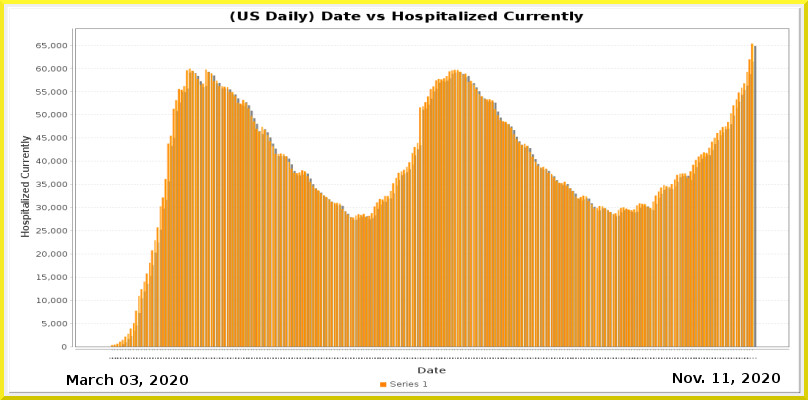 (US Daily) Date vs Hospitalized Currently
Hospitalized Currently
65,000
60,000
55,000
50,000
45,000
40,000
35,000
30,000
25,000
20,000
15,000
10,000
5,000
0
Date
March 03, 2020
Nov. 11, 2020
Series 1